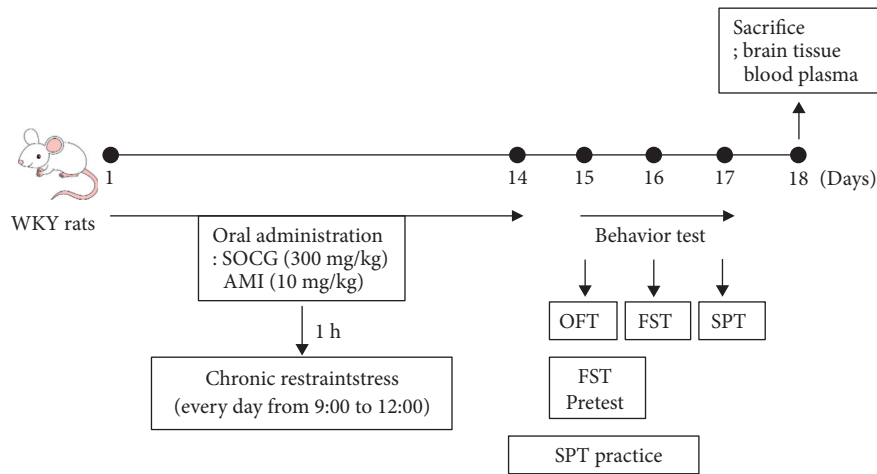 Sacrifice
; brain tissue
blood plasma
1
14
15
16
17
18 (Days)
WKY rats
Oral administration
: SOCG (300 mg/kg)
AMI (10 mg/kg)
1 h
Chronic restraintstress
(every day from 9:00 to 12:00)
Behavior test
OFT
FST
SPT
FST
Pretest
SPT practice